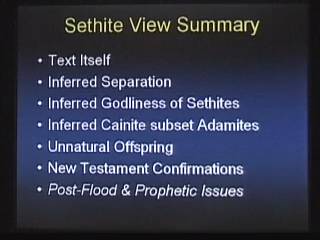 Sethite View Summary
• Text Itself
• Inferred Separation
• Inferred Godliness of Sethites
• Inferred Cainite subset Adamites
• Unnatural Offspring
• New Testament Confirmations
• Post-Flood & Prophetic Issues